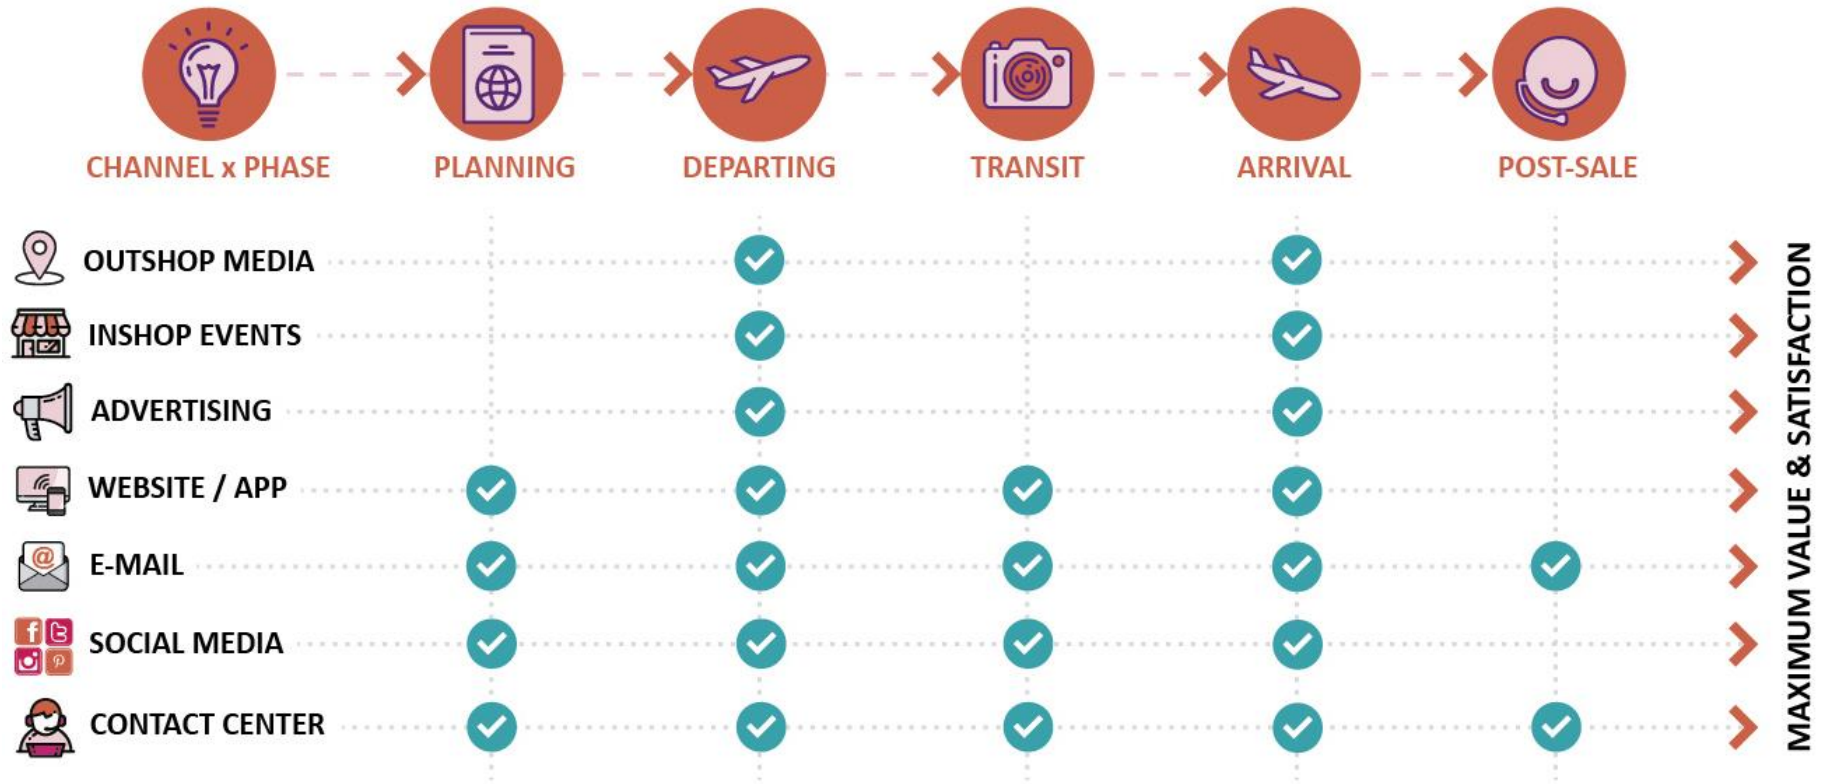 CHANNEL x PHASE
PLANNING
DEPARTING
TRANSIT
ARRIVAL
POST-SALE
OUTSHOP MEDIA
INSHOP EVENTS
ADVERTISING
WEBSITE / APP
@
E-MAIL
SOCIAL MEDIA
CONTACT CENTER
MAXIMUM VALUE & SATISFACTION